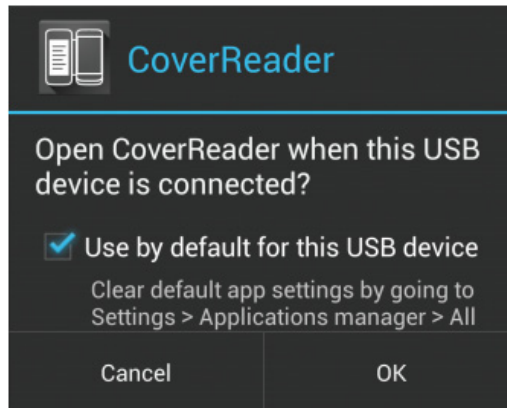 CoverReader
Open CoverReader when this USB
device is connected?
Use by default for this USB device
Clear default app settings by going to
Settings > Applications manager > All
Cancel
OK